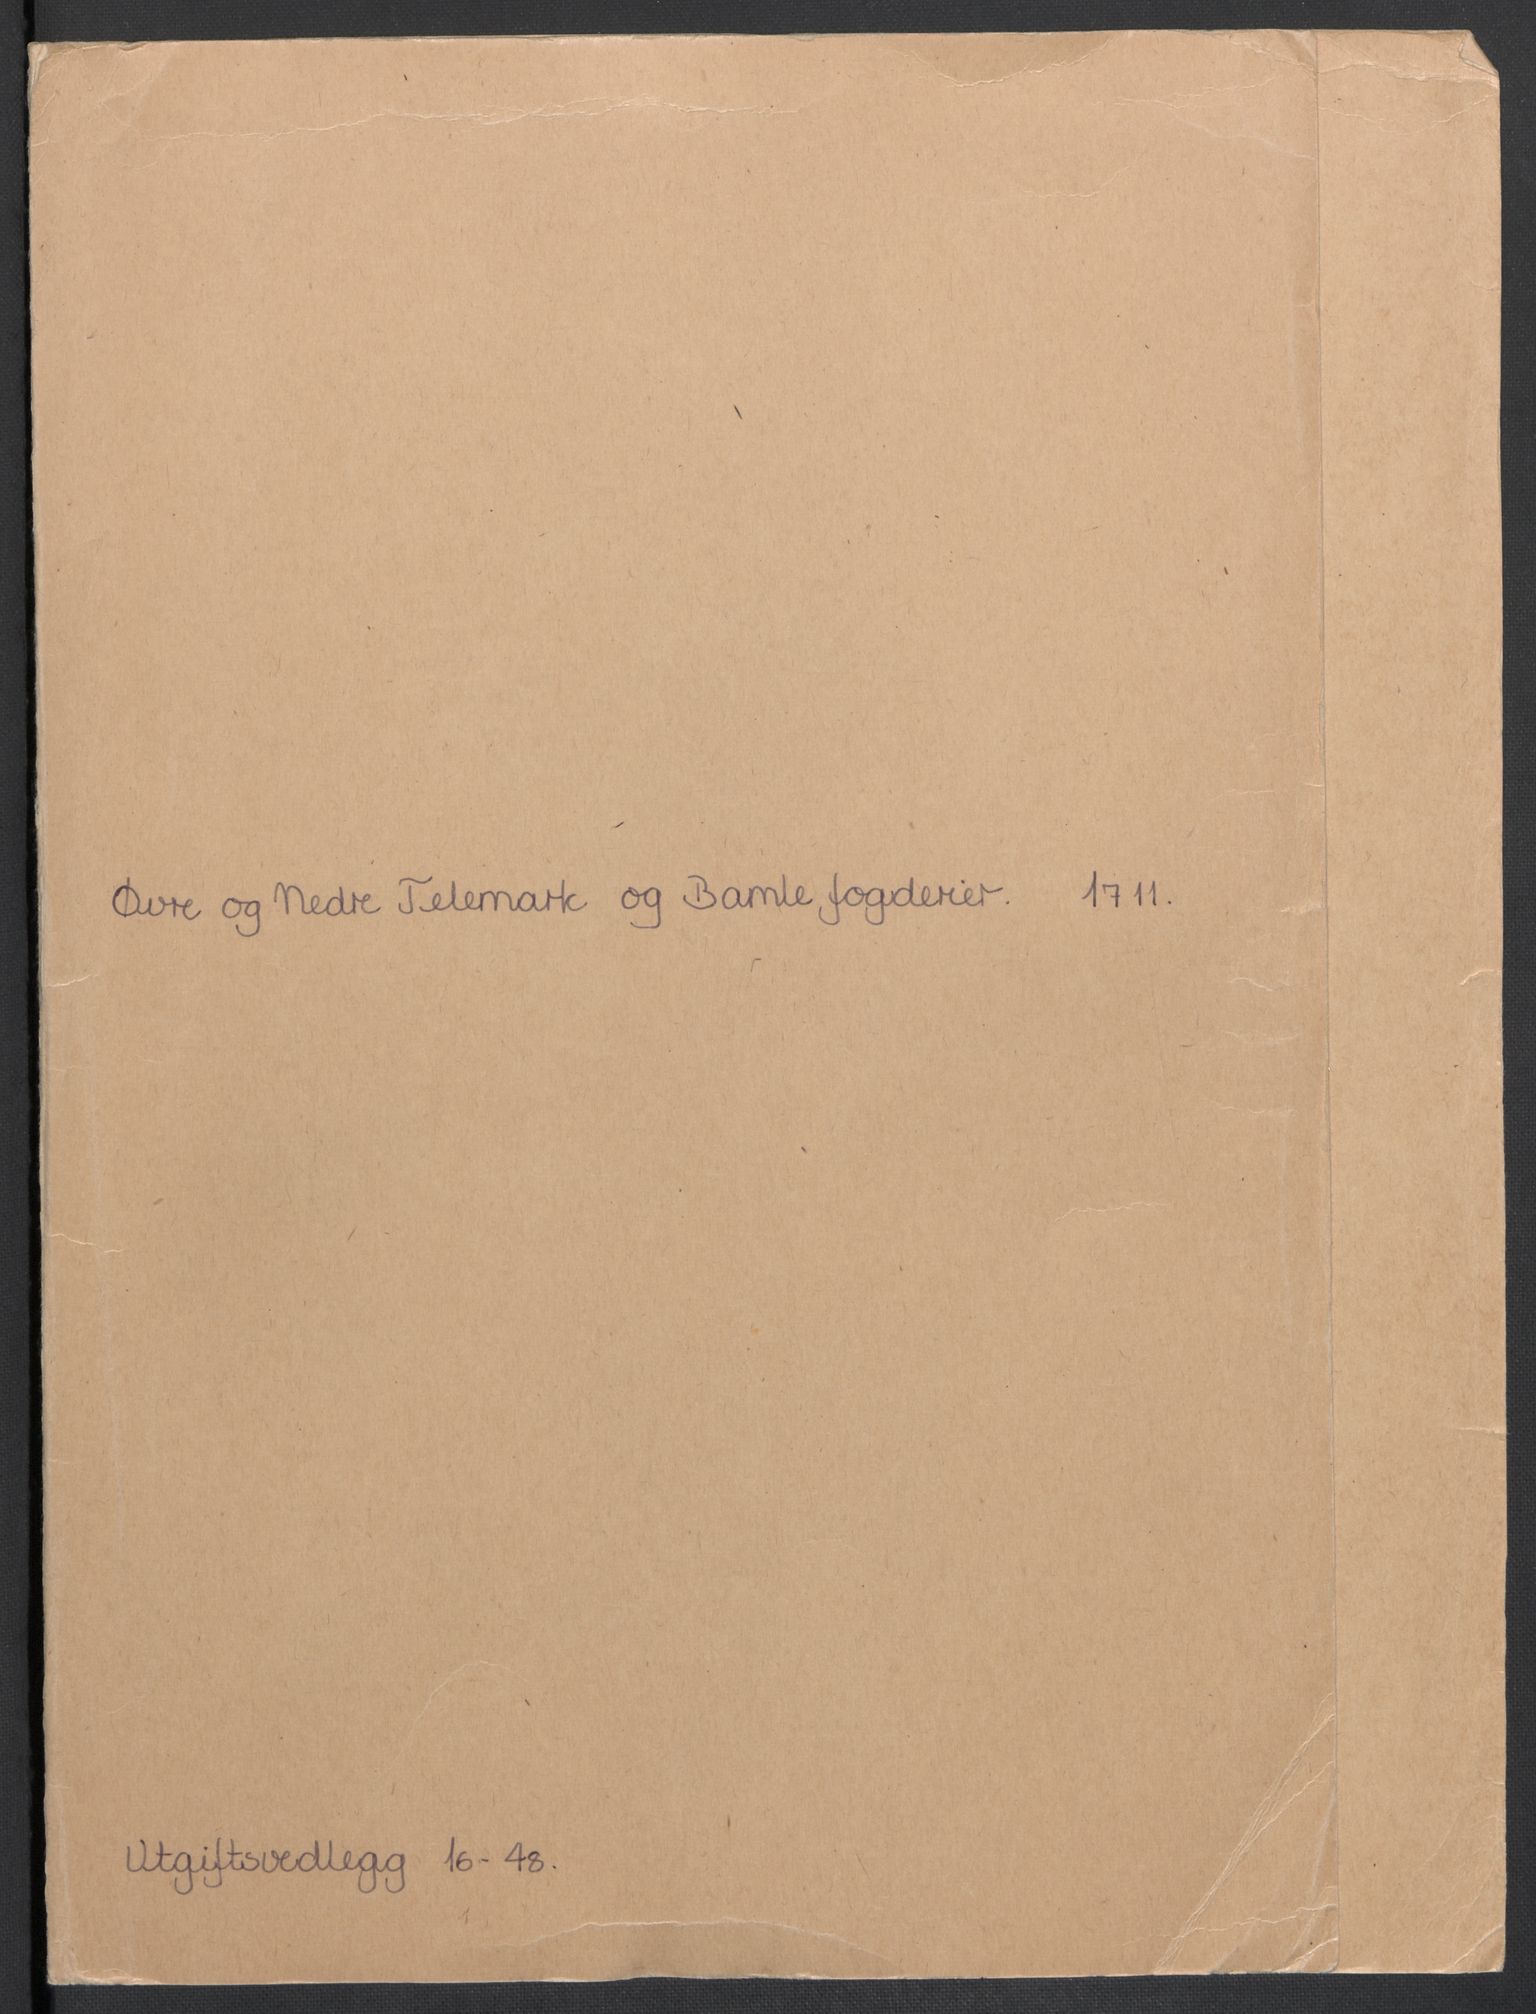 Øvre og Nedre Telemark og Bamle fogderier. 1711.
Utgiftsvedlegg 16-48.